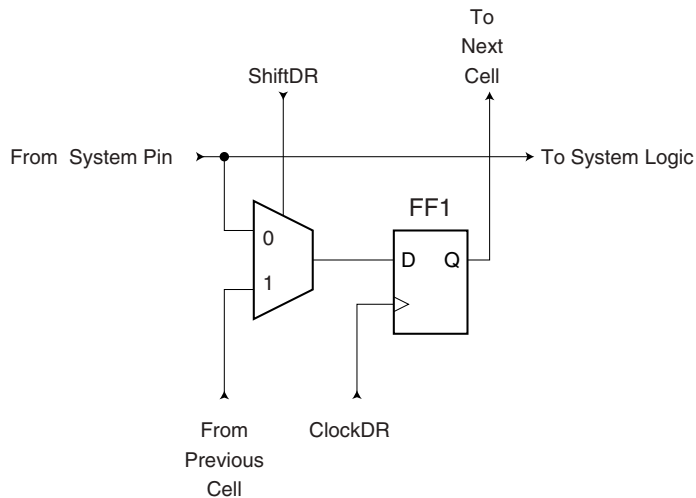 To
Next
Cell
ShiftDR
From System Pin
To System Logic
FF1
0
D Q
1
From
Previous
Cell
ClockDR